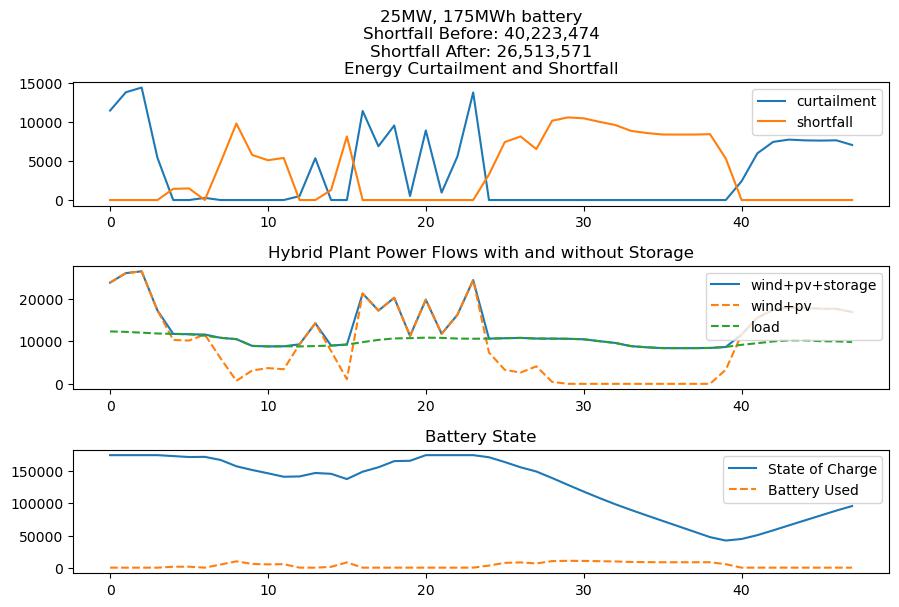 25MW, 175MWh battery
Shortfall Before: 40,223,474
Shortfall After: 26,513,571
Energy Curtailment and Shortfall
15000
10000
5000
0
curtailment
shortfall
0 10 20 30 40
Hybrid Plant Power Flows with and without Storage
20000
10000
0
wind+pv+storage
wind+pv
load
0 10 20 30 40
Battery State
150000
100000
50000
0
State of Charge
Battery Used
0 10 20 30 40